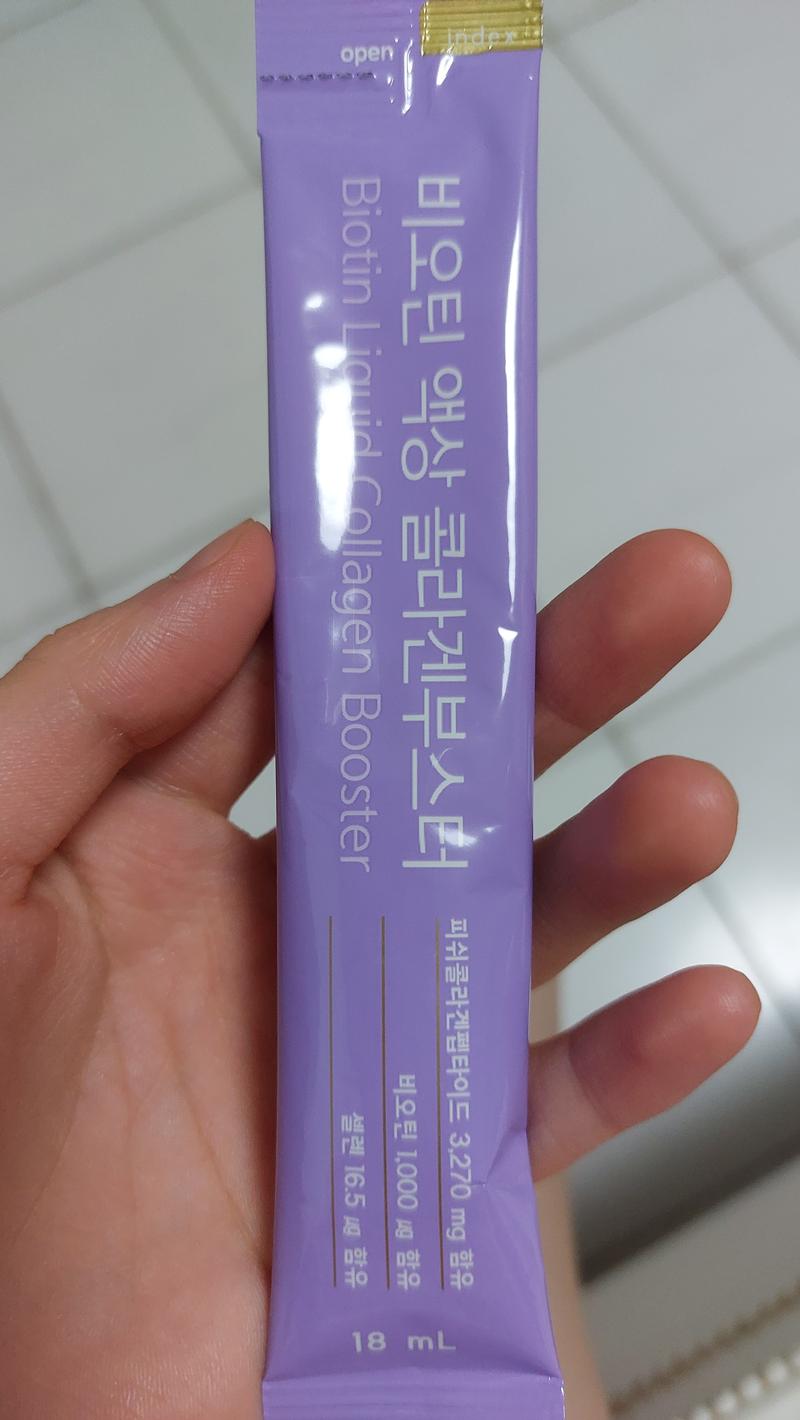 index
open
비오틴 액상 콜라겐부스터
Biotin Liquid Collagen Booster
피쉬콜라겐펩타이드 3,270 mg 함유
비오틴 1,000 ㎍ 함유
셀렌 16.5 ㎍ 함유
18 mL